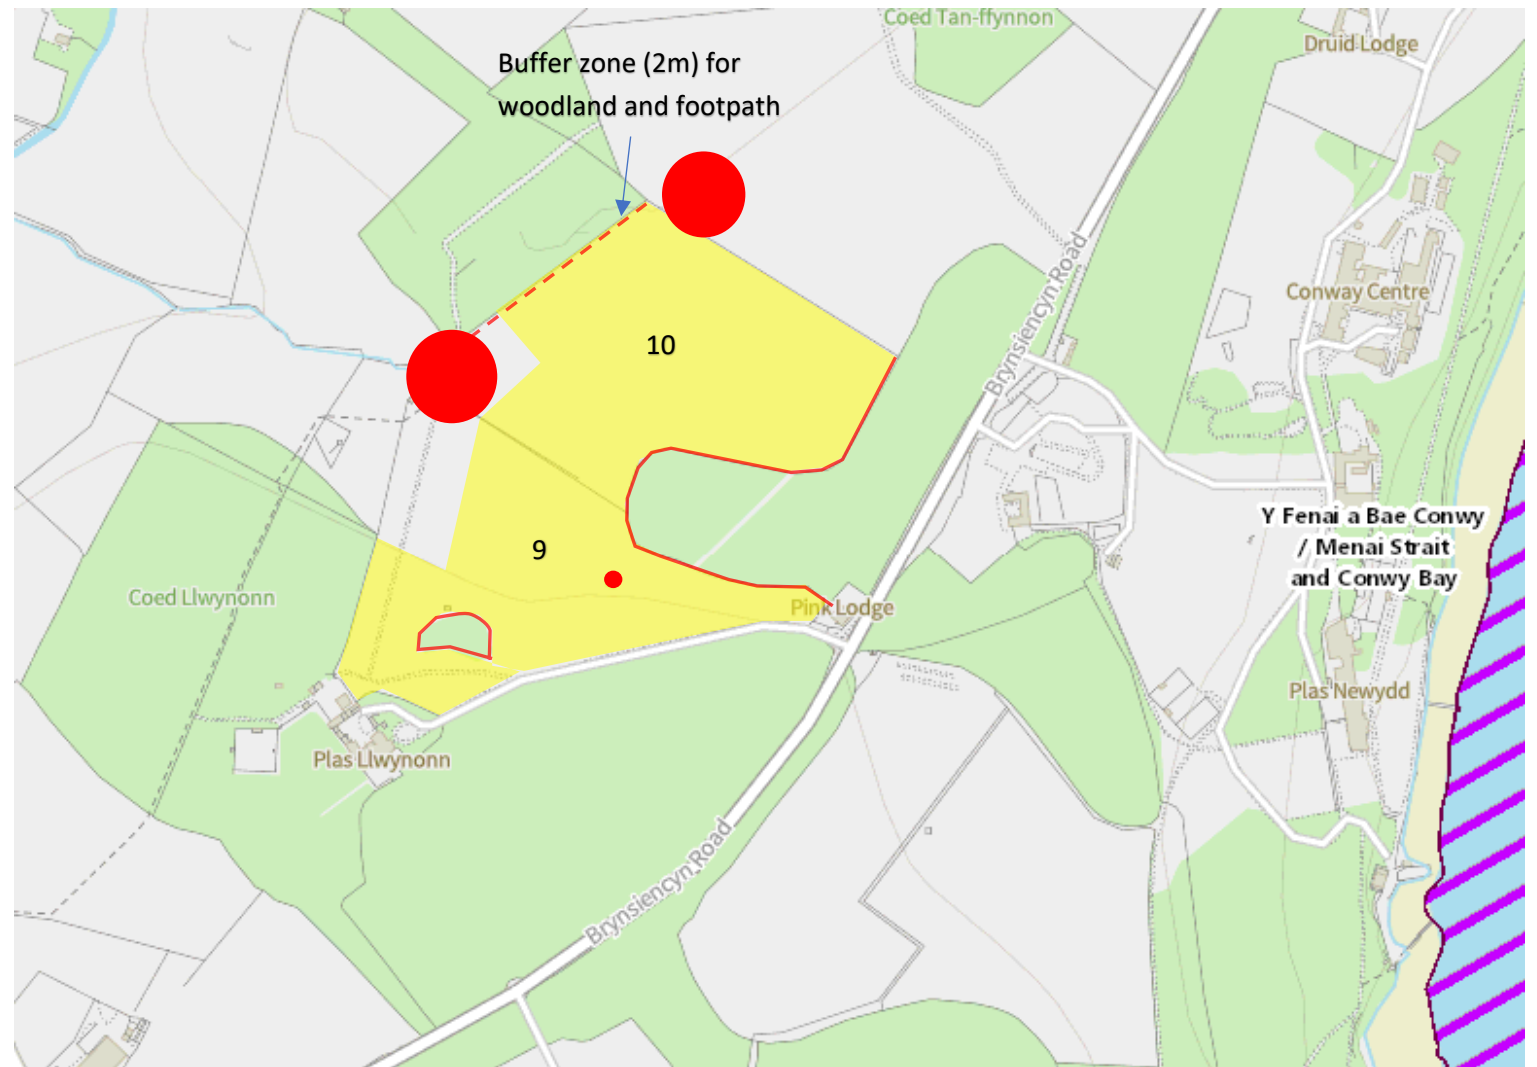 Coed Tan-ffynnon
Druid Lodge
Buffer zone (2m) for
woodland and footpath
Brynsiencyn Road
Conway Centre
10
Y Fenai a Bae Conwy
/ Menai Strait
and Conwy Bay
9
Coed Llwynonn
Pink Lodge
Plas Newydd
Plas Llwynonn
Brynsiencyn Road